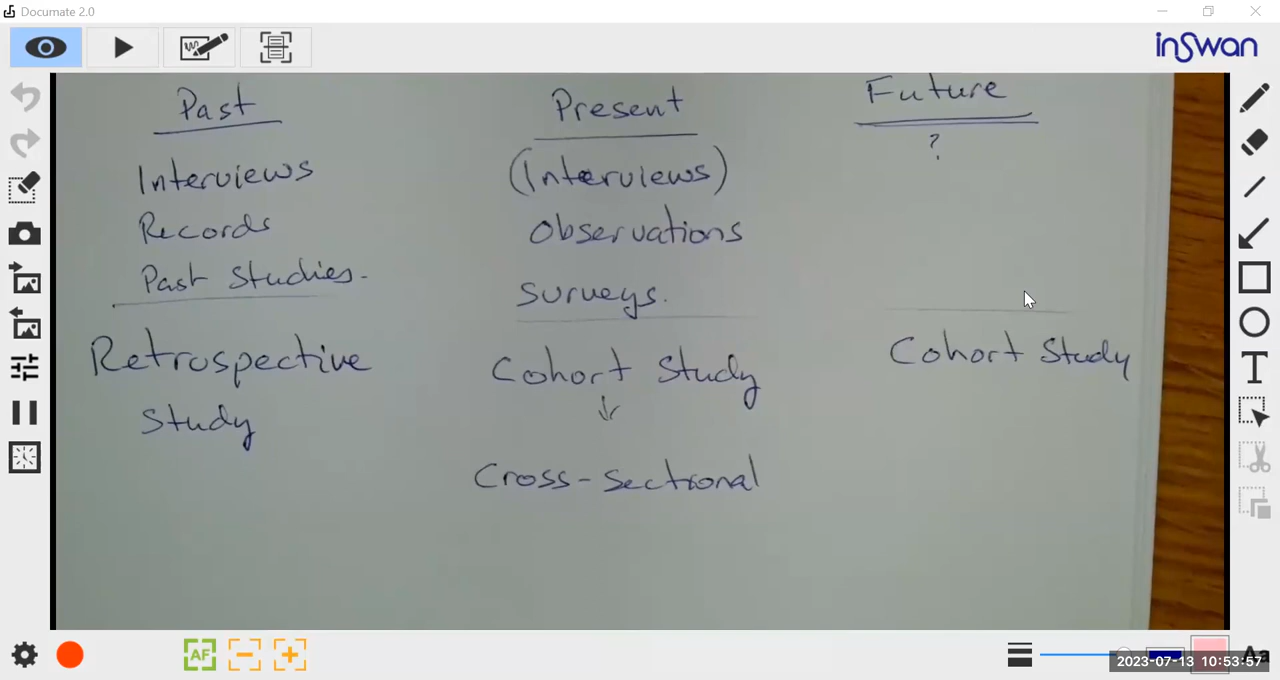 Documate 2.0
inSwan
Past
Present
Future
?
Interviews
(Interviews)
Records
Observations
Past Studies.
Surveys.
Retrospective
Study
Cohort Study
Cohort Study
Cross-sectional
T
AF
Aa
2023-07-13 10:53:57